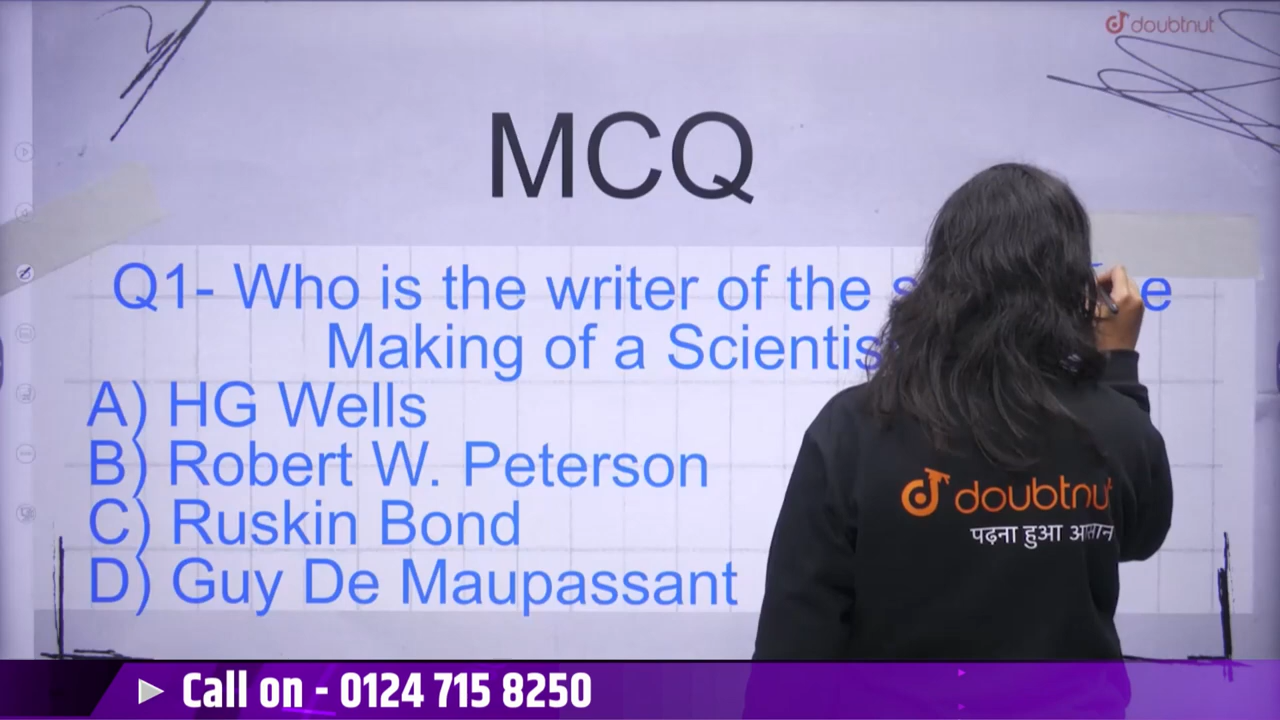 doubtnut
MCQ
Q1- Who is the writer of the
Making of a
A) HG Wells
B) Robert W. Peterson
C) Ruskin Bond
D) Guy De Maupassant
doubtnut
पढ़ना हुआ आसान
Call on - 0124 715 8250